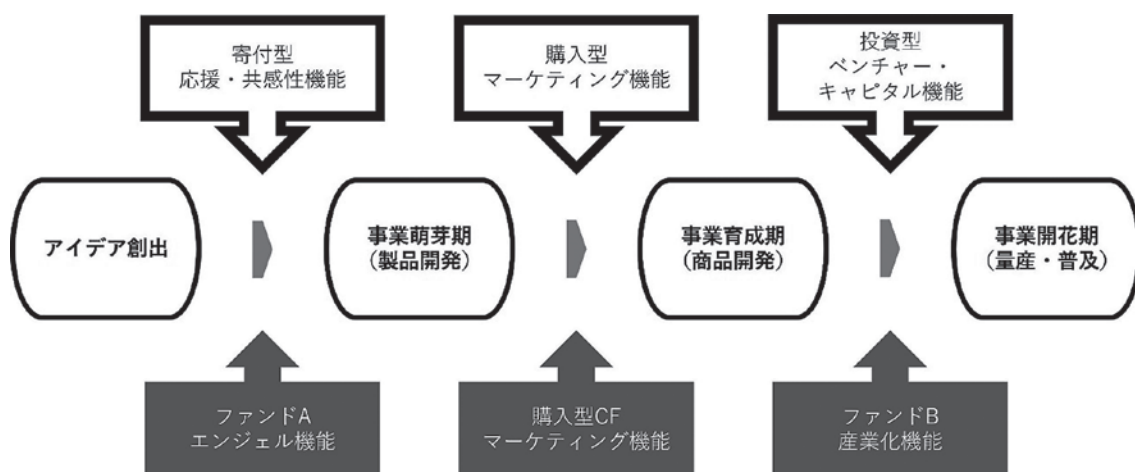 寄付型
応援・共感性機能
購入型
マーケティング機能
投資型
ベンチャー・
キャピタル機能
アイデア創出
事業萌芽期
（製品開発）
事業育成期
（商品開発）
事業開花期
（量産・普及）
ファンドA
エンジェル機能
購入型CF
マーケティング機能
ファンドB
産業化機能